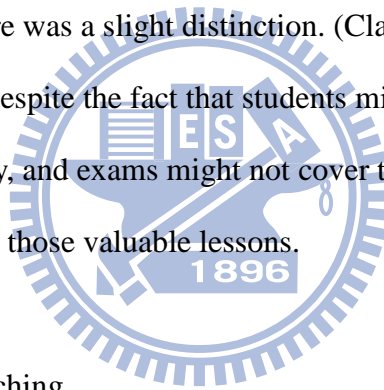 re was a slight distinction. (Cla
espite the fact that students mi
y, and exams might not cover t
those valuable lessons.
E S A
1896
ching